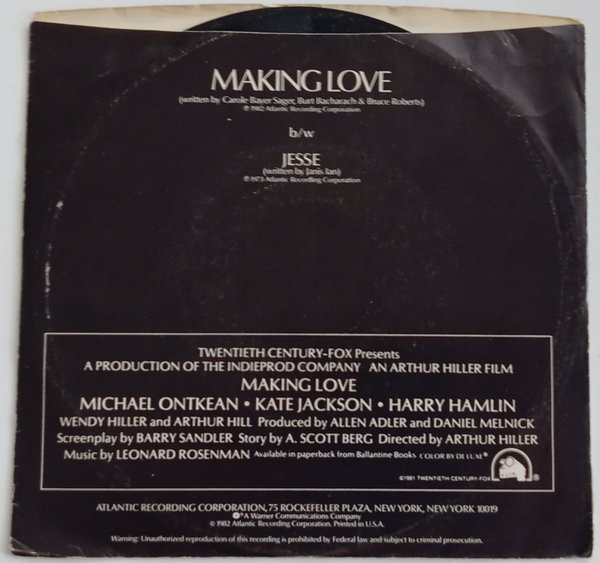 MAKING LOVE
(written by Carole Bayer Sager, Burt Bacharach & Bruce Roberts)
℗ 1982 Atlantic Recording Corporation
b/w
JESSE
(written by Janis Ian)
℗ 1973 Atlantic Recording Corporation
TWENTIETH CENTURY-FOX Presents
A PRODUCTION OF THE INDIEPROD COMPANY AN ARTHUR HILLER FILM
MAKING LOVE
MICHAEL ONTKEAN • KATE JACKSON • HARRY HAMLIN
WENDY HILLER and ARTHUR HILL Produced by ALLEN ADLER and DANIEL MELNICK
Screenplay by BARRY SANDLER Story by A. SCOTT BERG Directed by ARTHUR HILLER
Music by LEONARD ROSENMAN Available in paperback from Ballantine Books COLOR BY DE LUXE®
©1981 TWENTIETH CENTURY-FOX
ATLANTIC RECORDING CORPORATION, 75 ROCKEFELLER PLAZA, NEW YORK, NEW YORK 10019
A Warner Communications Company
© 1982 Atlantic Recording Corporation. Printed in U.S.A.
Warning: Unauthorized reproduction of this recording is prohibited by Federal law and subject to criminal prosecution.